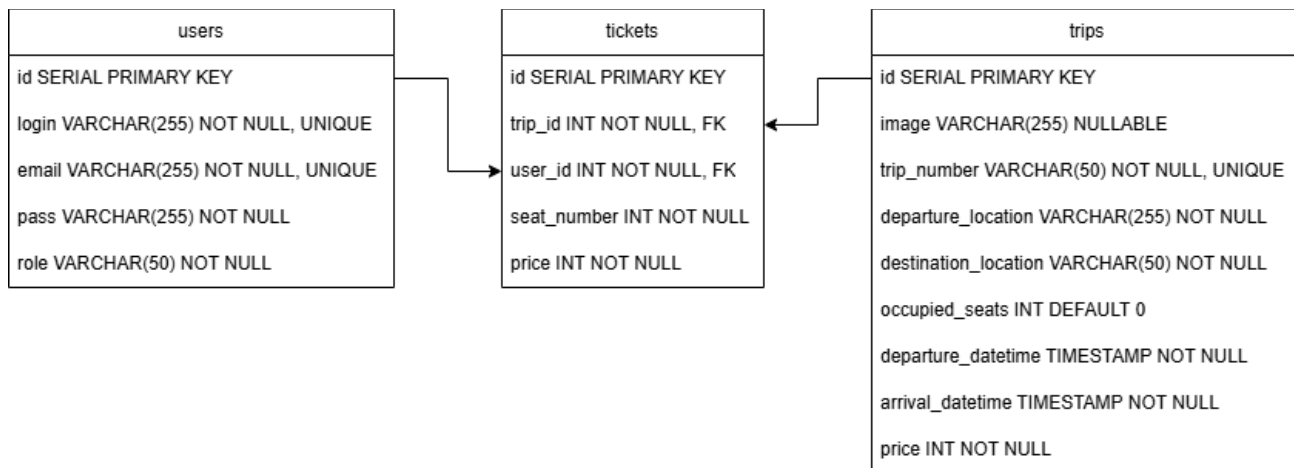 users
id SERIAL PRIMARY KEY
login VARCHAR(255) NOT NULL, UNIQUE
email VARCHAR(255) NOT NULL, UNIQUE
pass VARCHAR(255) NOT NULL
role VARCHAR(50) NOT NULL
tickets
id SERIAL PRIMARY KEY
trip_id INT NOT NULL, FK
user_id INT NOT NULL, FK
seat_number INT NOT NULL
price INT NOT NULL
trips
id SERIAL PRIMARY KEY
image VARCHAR(255) NULLABLE
trip_number VARCHAR(50) NOT NULL, UNIQUE
departure_location VARCHAR(255) NOT NULL
destination_location VARCHAR(50) NOT NULL
occupied_seats INT DEFAULT 0
departure_datetime TIMESTAMP NOT NULL
arrival_datetime TIMESTAMP NOT NULL
price INT NOT NULL